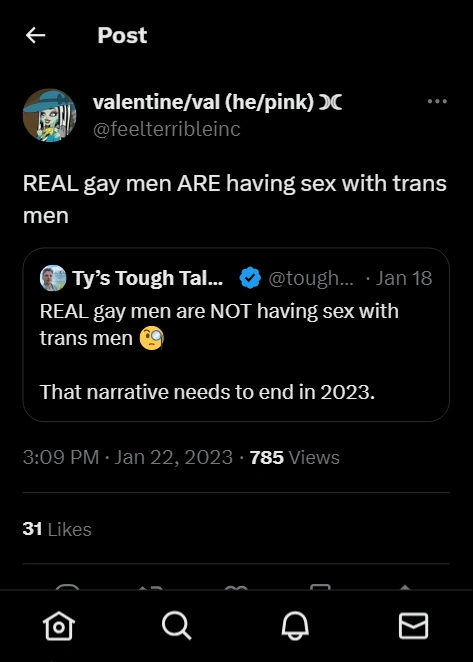 Post
valentine/val (he/pink) ☽☾
@feelterribleinc
REAL gay men ARE having sex with trans
men
Ty's Tough Tal... @tough... · Jan 18
REAL gay men are NOT having sex with
trans men 🧐
That narrative needs to end in 2023.
3:09 PM · Jan 22, 2023 · 785 Views
31 Likes